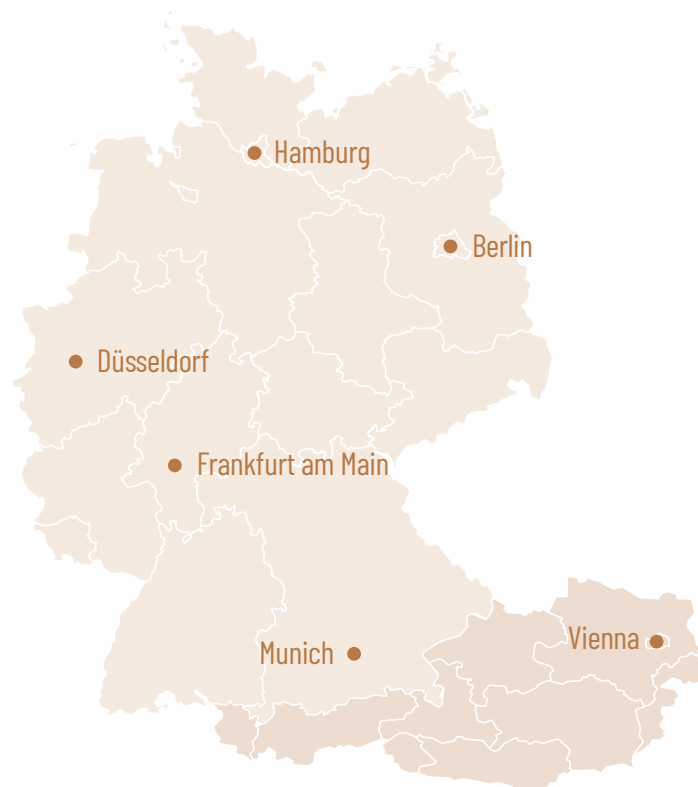 Hamburg
Berlin
Düsseldorf
Frankfurt am Main
Vienna
Munich